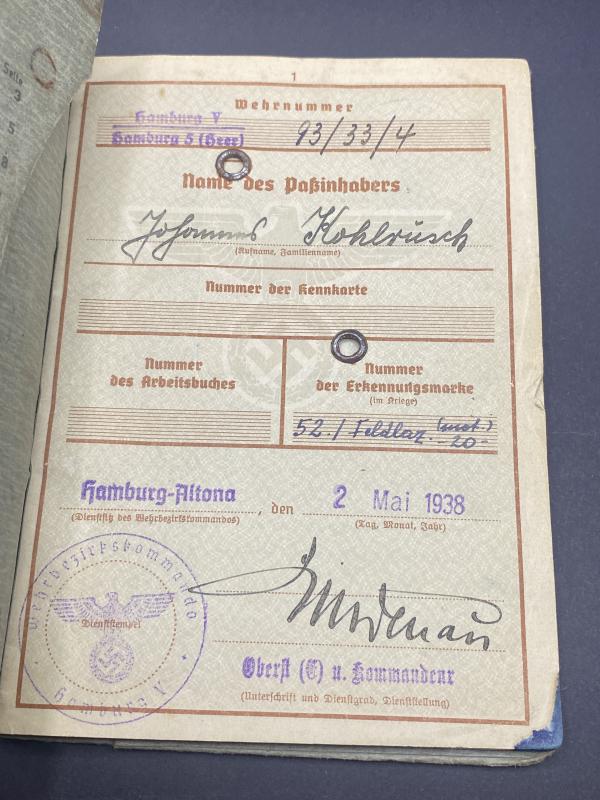 Seite
3
5
8
1
Wehrnummer
Hamburg V
Hamburg 5 (Heer)
93/33/4
Name des Paßinhabers
Johannes Kohlrusch
(Rufname, Familienname)
Nummer der Kennkarte
Nummer
des Arbeitsbuches
Nummer
der Erkennungsmarke
(im Kriege)
52./ Feldlaz. (mot.)
-20-
Hamburg-Altona, den 2 Mai 1938
(Dienstsitz des Wehrbezirkskommandos)
(Tag, Monat, Jahr)
Wehrbezirkskommando
Dienststempel
Hamburg V.
Oberst (E) u. Kommandeur
(Unterschrift und Dienstgrad, Dienststellung)